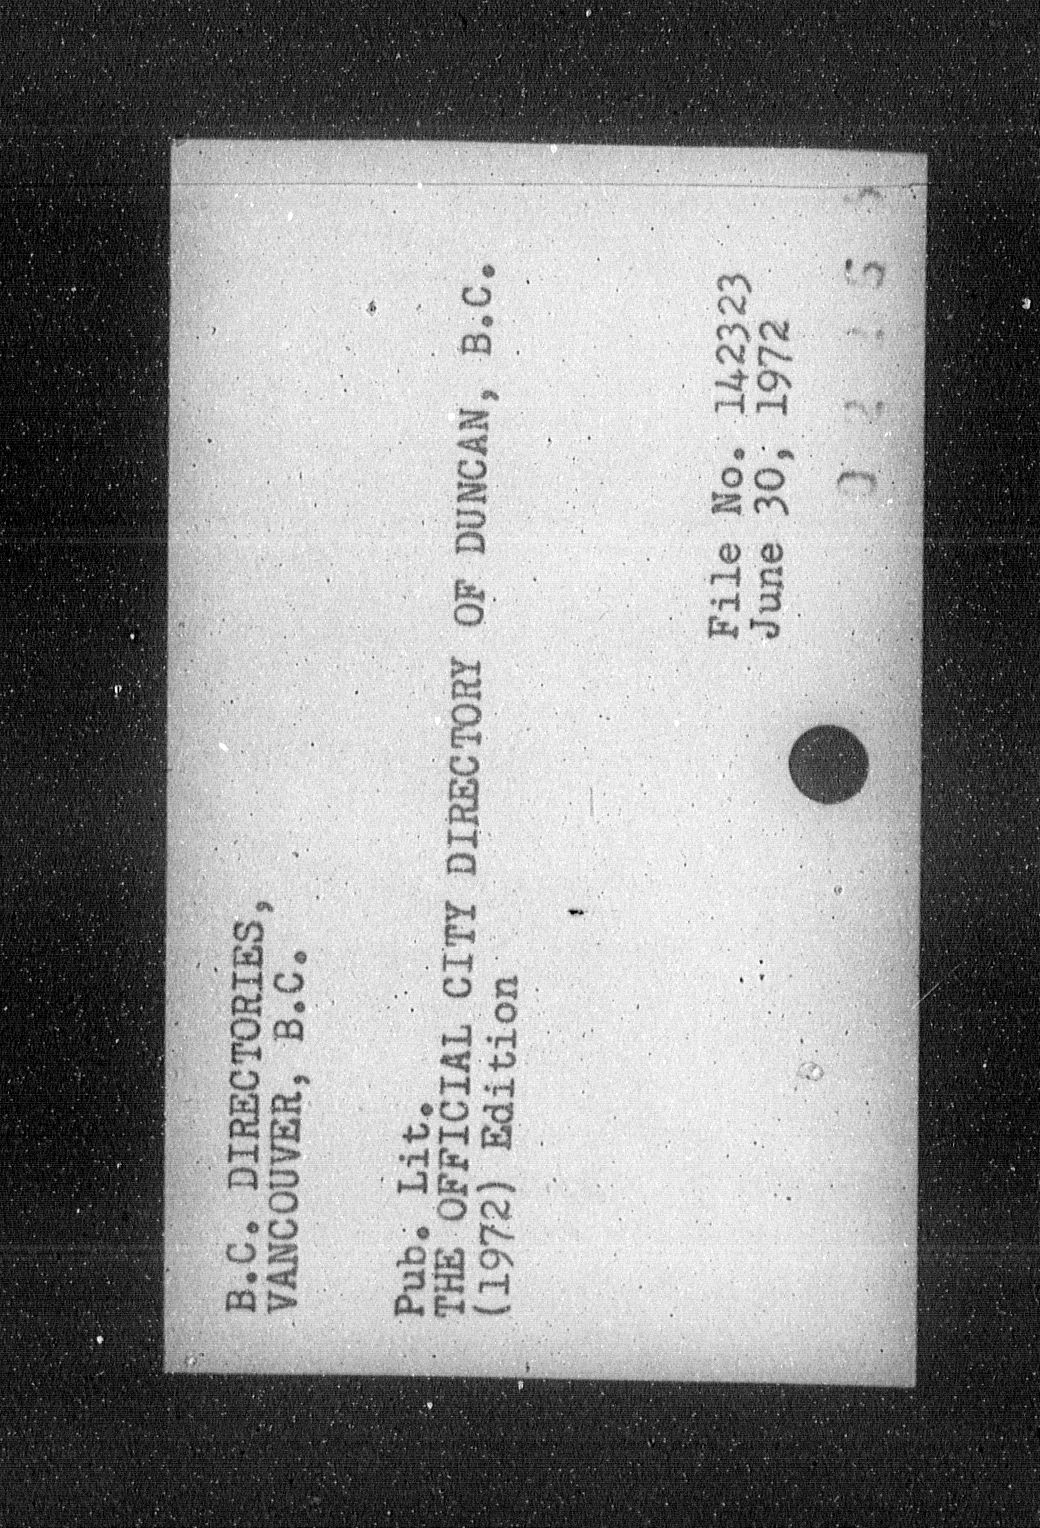 B.C. DIRECTORIES,
VANCOUVER, B.C.
Pub. Lit.
THE OFFICIAL CITY DIRECTORY OF DUNCAN, B.C.
(1972) Edition
File No. 142323
June 30, 1972